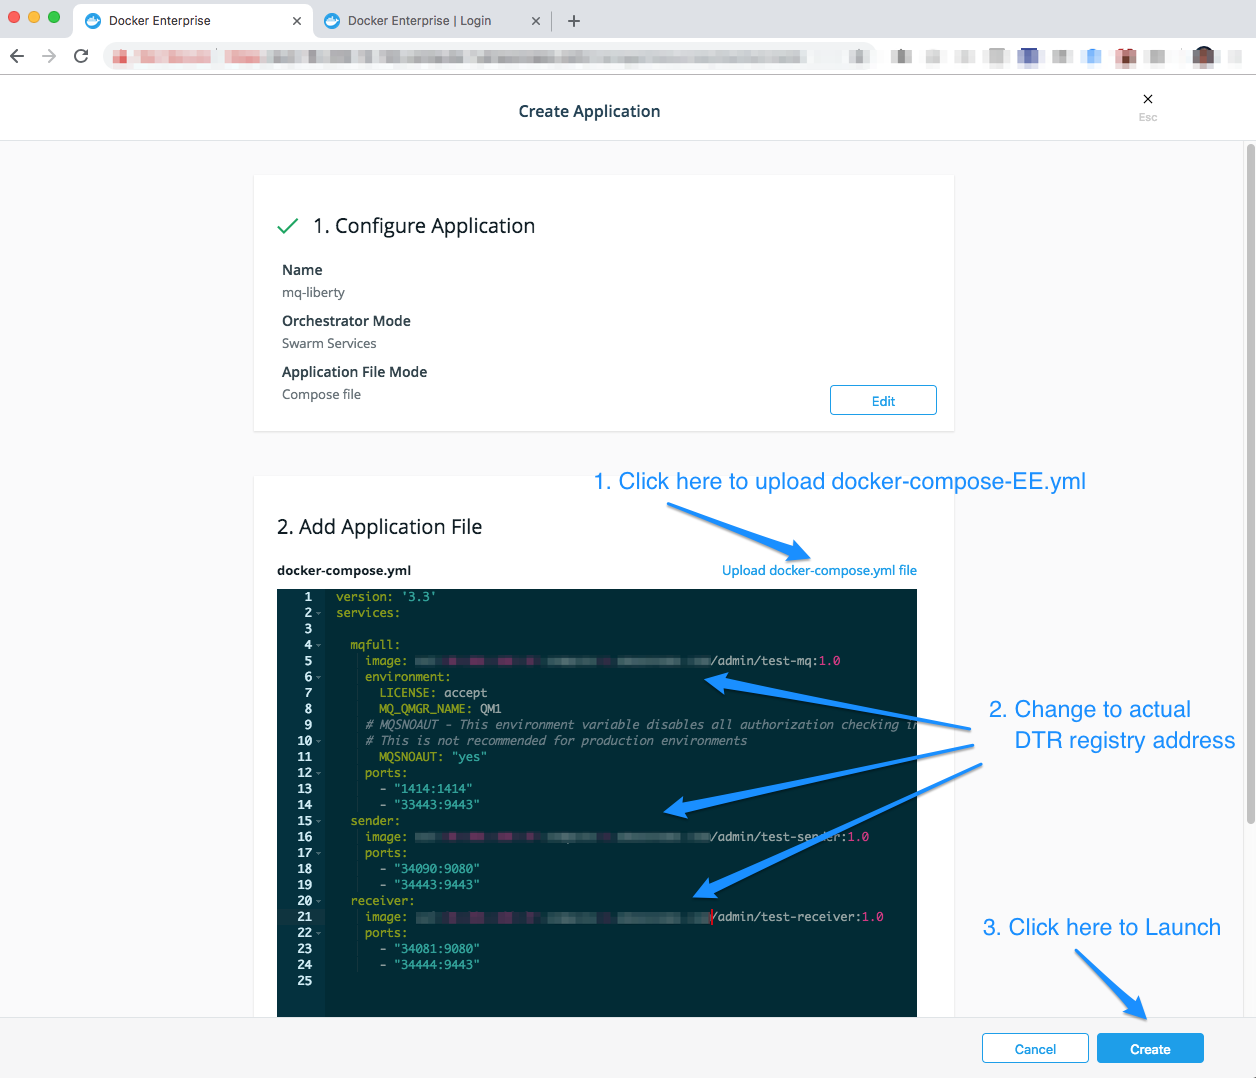 Docker Enterprise
Docker Enterprise | Login
Create Application
Esc
1. Configure Application
Name
mq-liberty
Orchestrator Mode
Swarm Services
Application File Mode
Compose file
Edit
1. Click here to upload docker-compose-EE.yml
2. Add Application File
docker-compose.yml
Upload docker-compose.yml file
1 version: '3.3'
2 services:
3
4 mqfull:
5 image: /admin/test-mq:1.0
6 environment:
7 LICENSE: accept
8 MQ_QMGR_NAME: QM1
9 # MQSNOAUT - This environment variable disables all authorization checking
10 # This is not recommended for production environments
11 MQSNOAUT: "yes"
12 ports:
13 - "1414:1414"
14 - "33443:9443"
15 sender:
16 image: /admin/test-sender:1.0
17 ports:
18 - "34090:9080"
19 - "34443:9443"
20 receiver:
21 image: /admin/test-receiver:1.0
22 ports:
23 - "34081:9080"
24 - "34444:9443"
25
2. Change to actual
DTR registry address
3. Click here to Launch
Cancel
Create